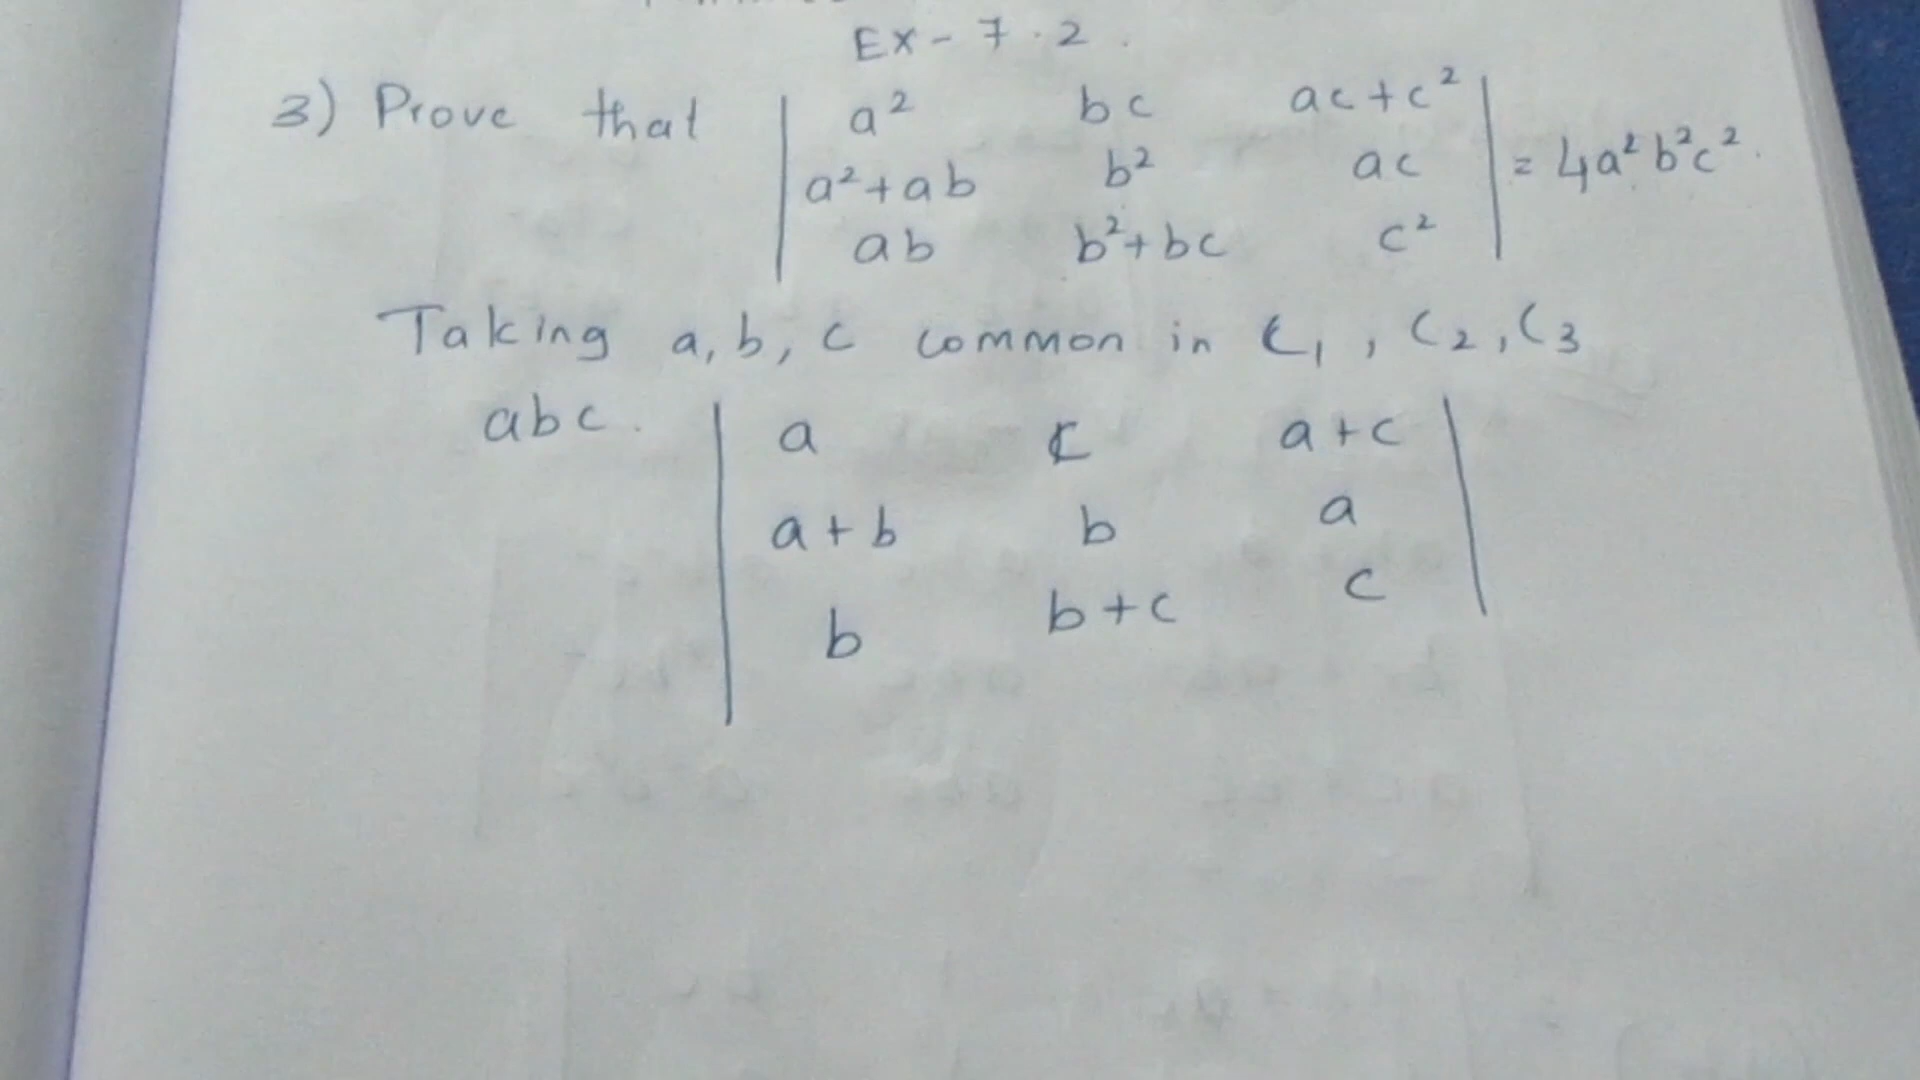 EX - 7.2.
3) Prove that | a² bc ac+c² |
| a²+ab b² ac | = 4a²b²c².
| ab b²+bc c² |
Taking a, b, c common in C₁, C₂, C₃
abc. | a c a+c |
| a+b b a |
| b b+c c |